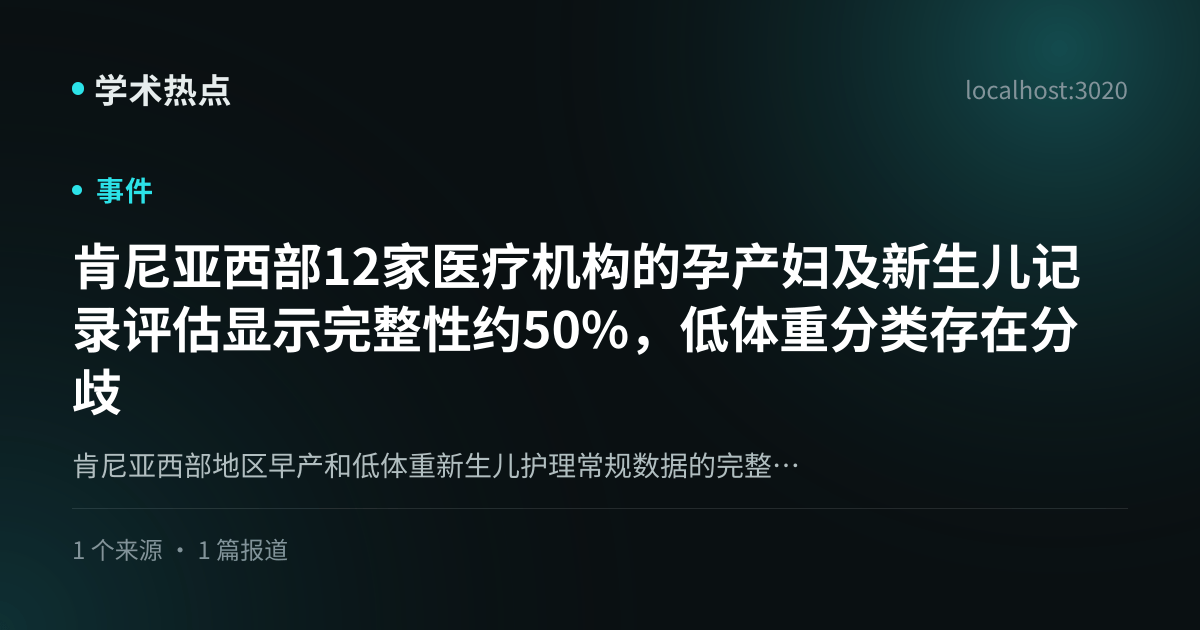 学术热点
localhost:3020
事件
肯尼亚西部12家医疗机构的孕产妇及新生儿记
录评估显示完整性约50%，低体重分类存在分
歧
肯尼亚西部地区早产和低体重新生儿护理常规数据的完整…
1 个来源 · 1 篇报道